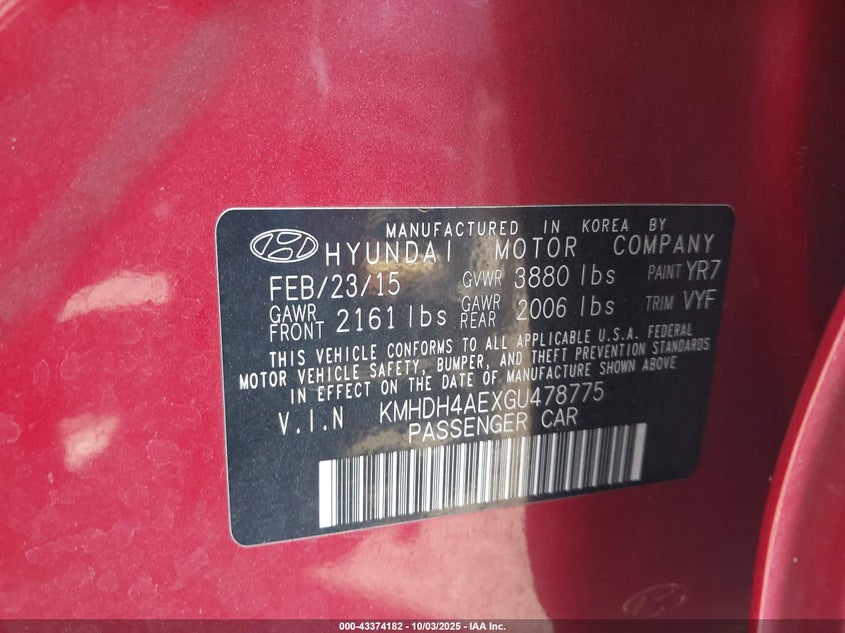 MANUFACTURED IN KOREA BY
HYUNDAI MOTOR COMPANY
FEB/23/15 GVWR 3880 lbs PAINT YR7
GAWR FRONT 2161 lbs GAWR REAR 2006 lbs TRIM VYF
THIS VEHICLE CONFORMS TO ALL APPLICABLE U.S.A. FEDERAL
MOTOR VEHICLE SAFETY, BUMPER, AND THEFT PREVENTION STANDARDS
IN EFFECT ON THE DATE OF MANUFACTURE SHOWN ABOVE
V.I.N KMHDH4AEXGU478775
PASSENGER CAR
000-43374182 - 10/03/2025 - IAA Inc.